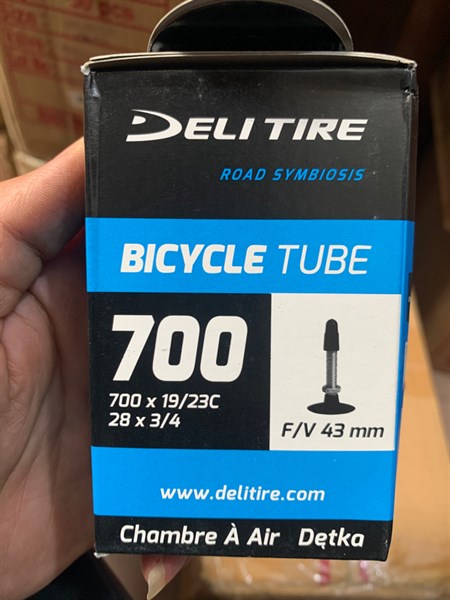 DELI TIRE
ROAD SYMBIOSIS
BICYCLE TUBE
700
700 x 19/23C
28 x 3/4
F/V 43 mm
www.delitire.com
Chambre À Air Dętka